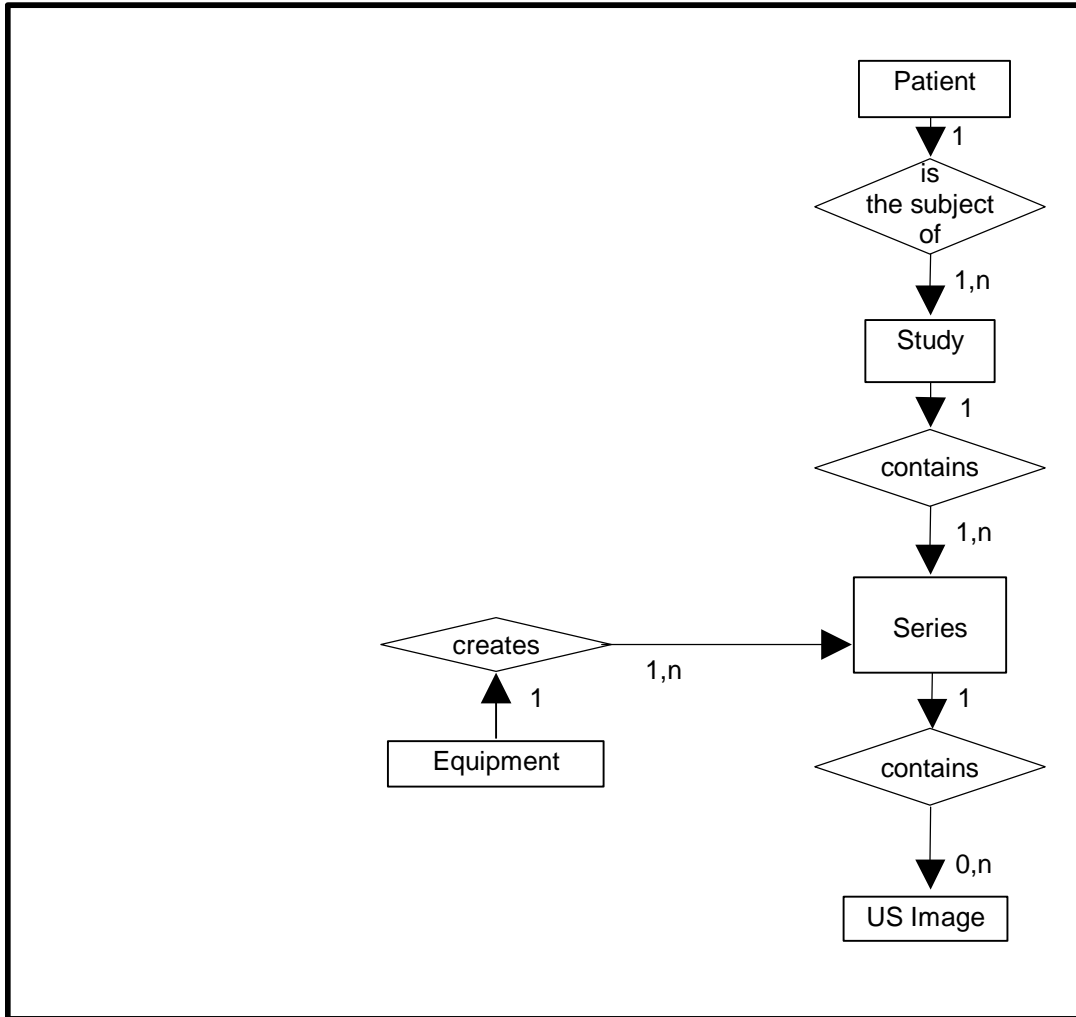 Patient
1
is
the subject
of
1,n
Study
1
contains
1,n
Series
creates
1,n
1
Equipment
1
contains
0,n
US Image